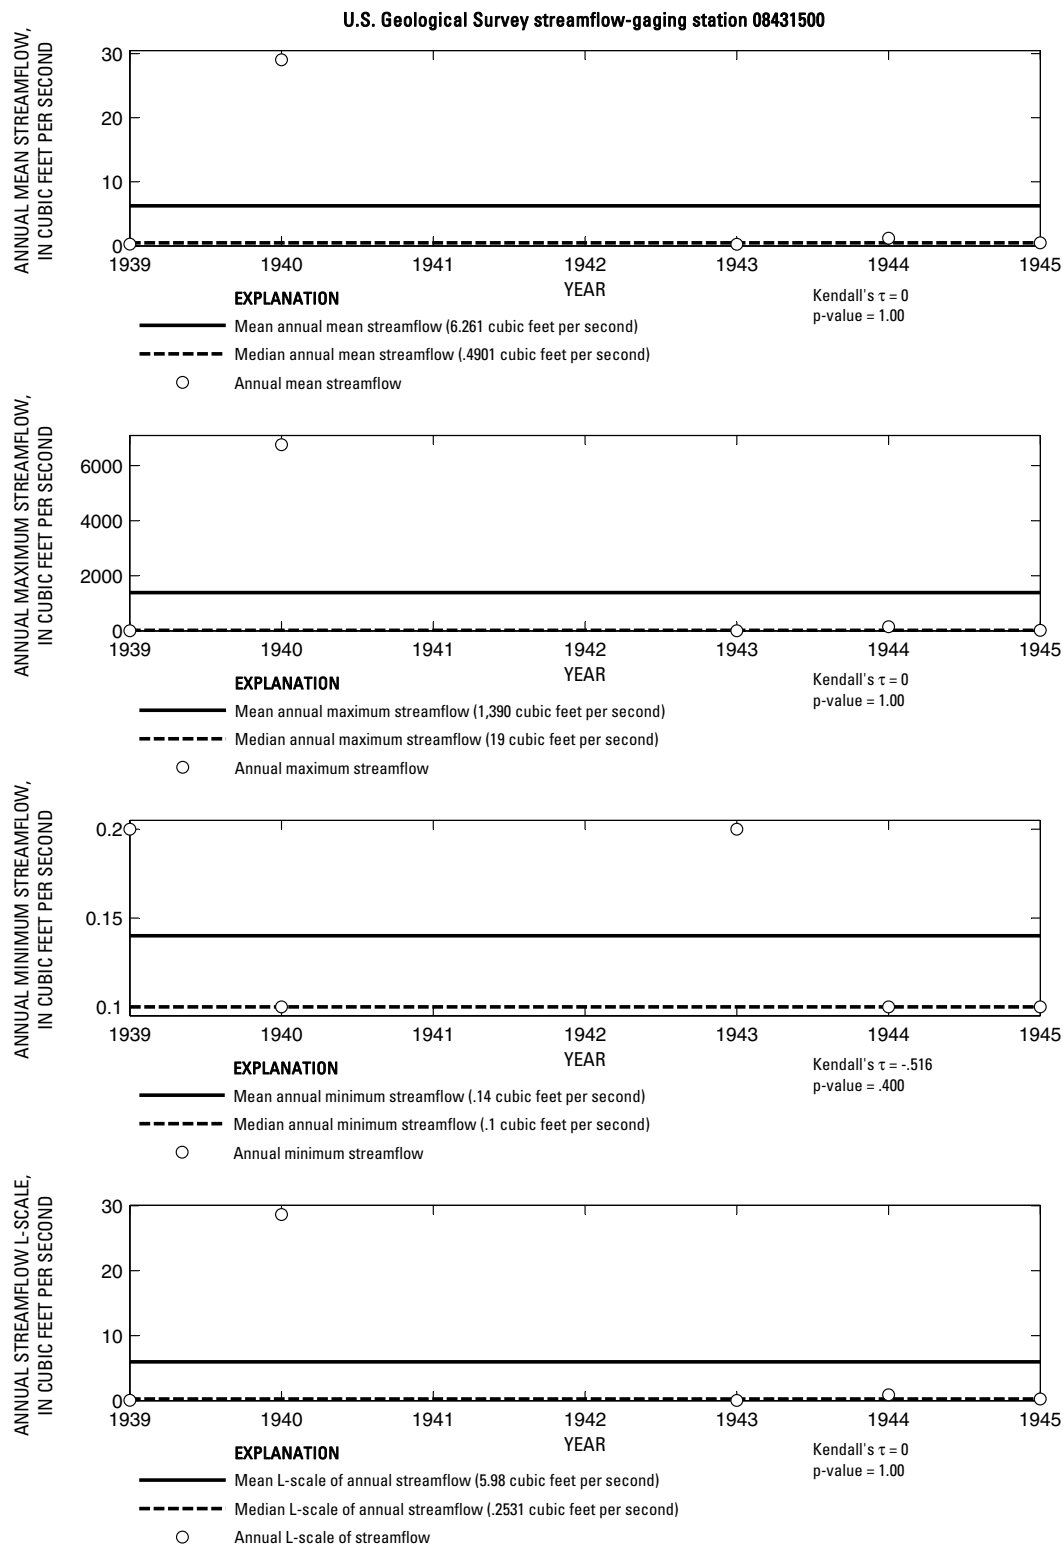 U.S. Geological Survey streamflow-gaging station 08431500
ANNUAL MEAN STREAMFLOW,
IN CUBIC FEET PER SECOND
30
20
10
0
1939 1940 1941 1942 1943 1944 1945
YEAR
Kendall's τ = 0
p-value = 1.00
EXPLANATION
Mean annual mean streamflow (6.261 cubic feet per second)
Median annual mean streamflow (.4901 cubic feet per second)
Annual mean streamflow
ANNUAL MAXIMUM STREAMFLOW,
IN CUBIC FEET PER SECOND
6000
4000
2000
0
1939 1940 1941 1942 1943 1944 1945
YEAR
Kendall's τ = 0
p-value = 1.00
EXPLANATION
Mean annual maximum streamflow (1,390 cubic feet per second)
Median annual maximum streamflow (19 cubic feet per second)
Annual maximum streamflow
ANNUAL MINIMUM STREAMFLOW,
IN CUBIC FEET PER SECOND
0.2
0.15
0.1
1939 1940 1941 1942 1943 1944 1945
YEAR
Kendall's τ = -.516
p-value = .400
EXPLANATION
Mean annual minimum streamflow (.14 cubic feet per second)
Median annual minimum streamflow (.1 cubic feet per second)
Annual minimum streamflow
ANNUAL STREAMFLOW L-SCALE,
IN CUBIC FEET PER SECOND
30
20
10
0
1939 1940 1941 1942 1943 1944 1945
YEAR
Kendall's τ = 0
p-value = 1.00
EXPLANATION
Mean L-scale of annual streamflow (5.98 cubic feet per second)
Median L-scale of annual streamflow (.2531 cubic feet per second)
Annual L-scale of streamflow